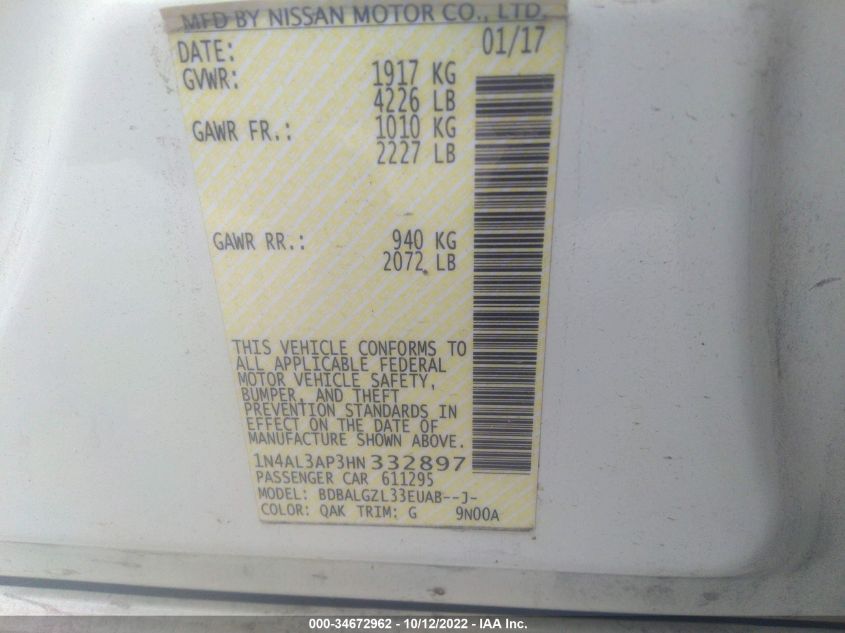 MFD BY NISSAN MOTOR CO., LTD.
DATE: 01/17
GVWR: 1917 KG
4226 LB
GAWR FR.: 1010 KG
2227 LB
GAWR RR.: 940 KG
2072 LB
THIS VEHICLE CONFORMS TO
ALL APPLICABLE FEDERAL
MOTOR VEHICLE SAFETY,
BUMPER, AND THEFT
PREVENTION STANDARDS IN
EFFECT ON THE DATE OF
MANUFACTURE SHOWN ABOVE.
1N4AL3AP3HN332897
PASSENGER CAR 611295
MODEL: BDBALGZL33EUAB--J-
COLOR: QAK TRIM: G 9N00A
000-34672962 - 10/12/2022 - IAA Inc.